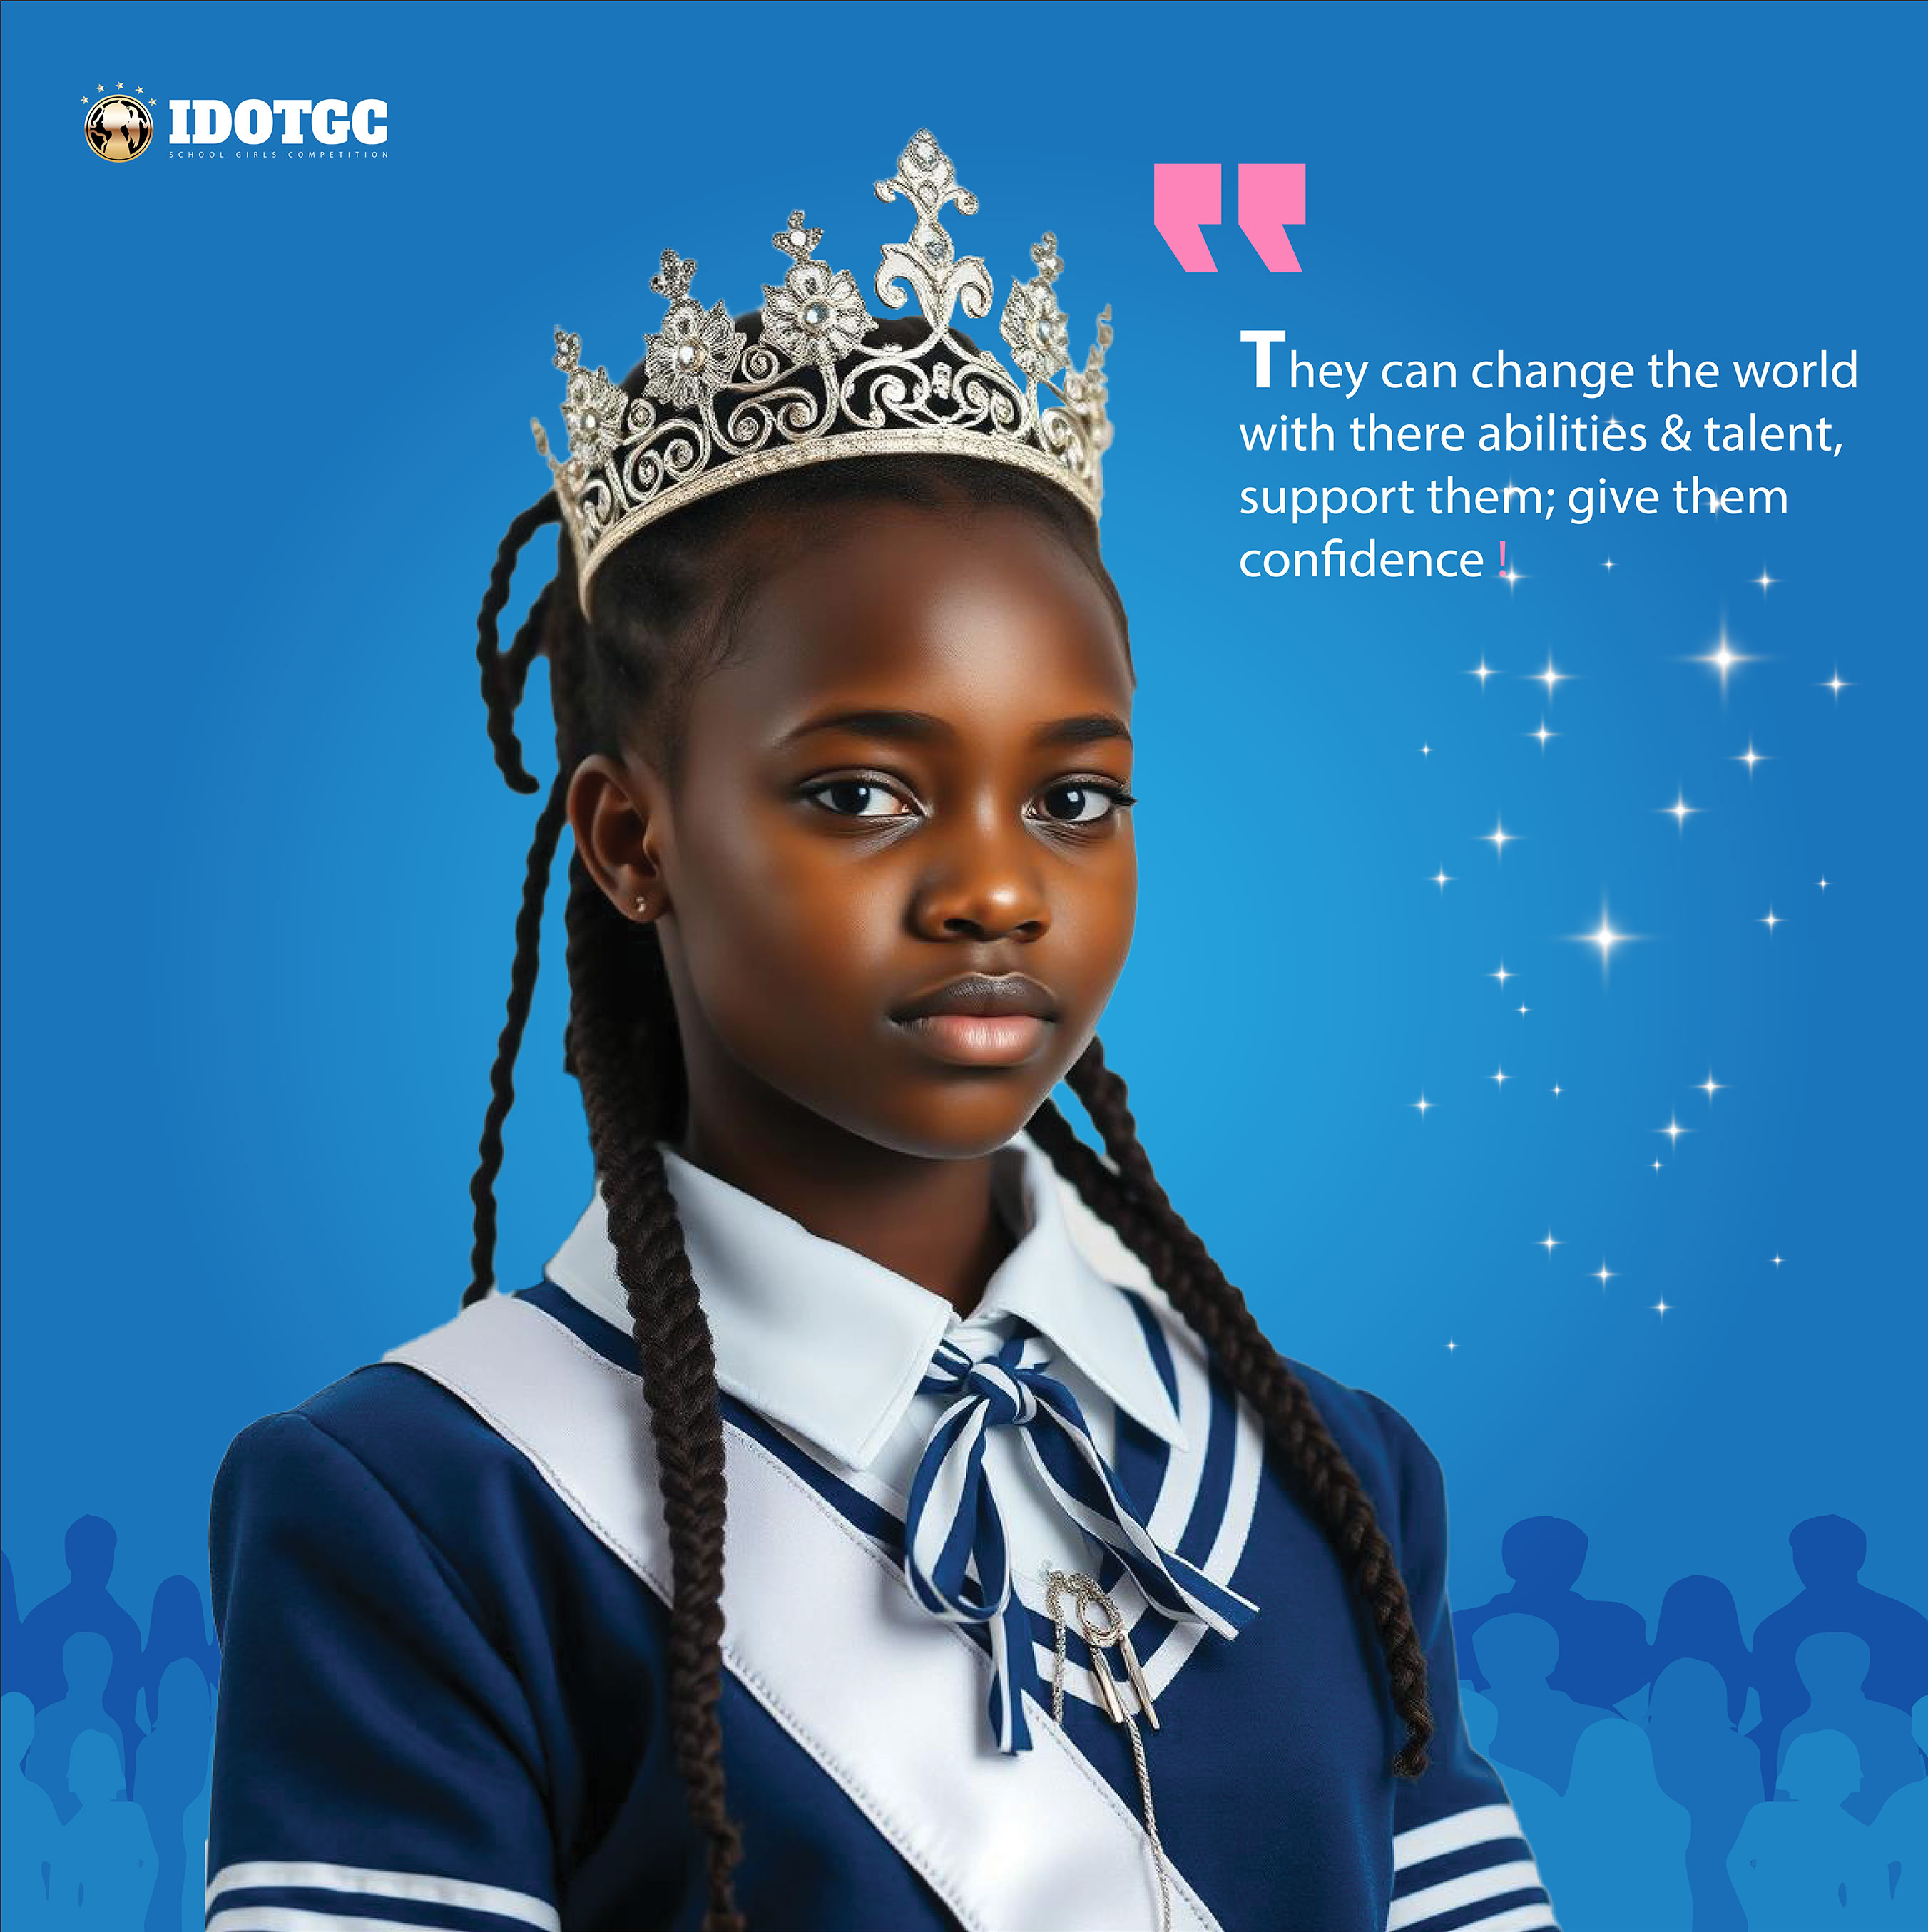 IDOTGC
SCHOOL GIRLS COMPETITION
They can change the world
with there abilities & talent,
support them; give them
confidence !